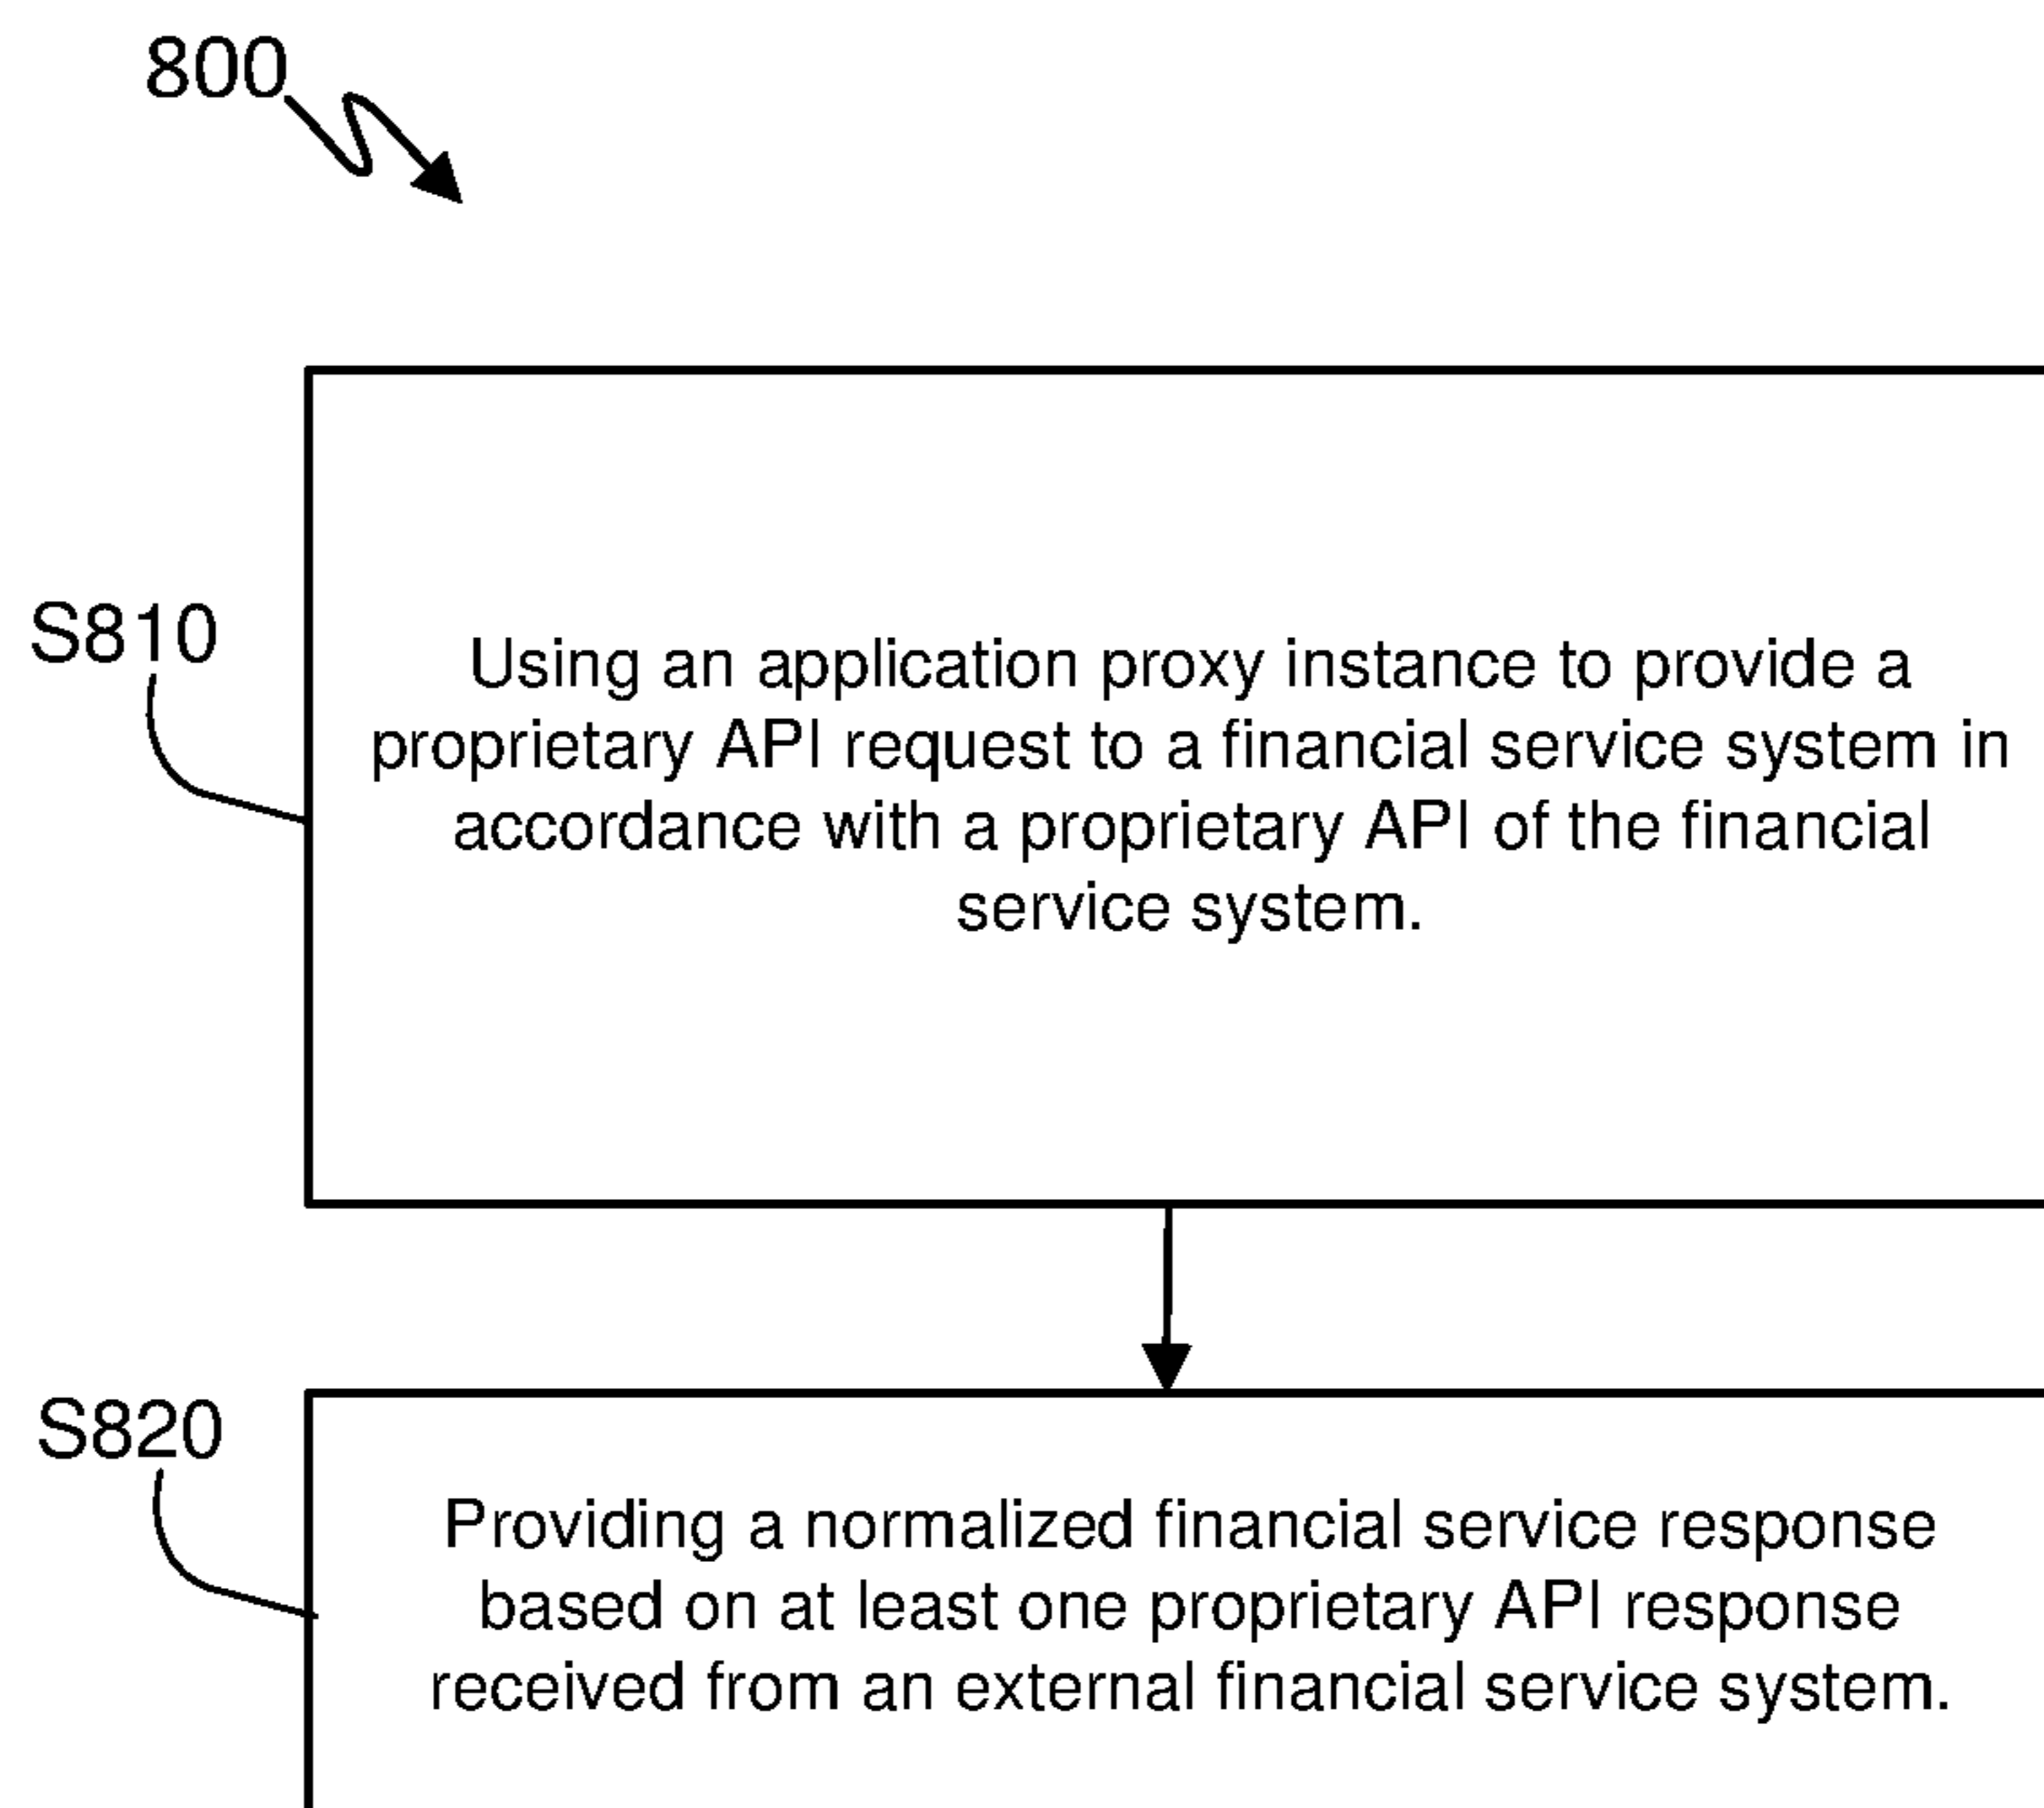 800
S810
Using an application proxy instance to provide a
proprietary API request to a financial service system in
accordance with a proprietary API of the financial
service system.
S820
Providing a normalized financial service response
based on at least one proprietary API response
received from an external financial service system.